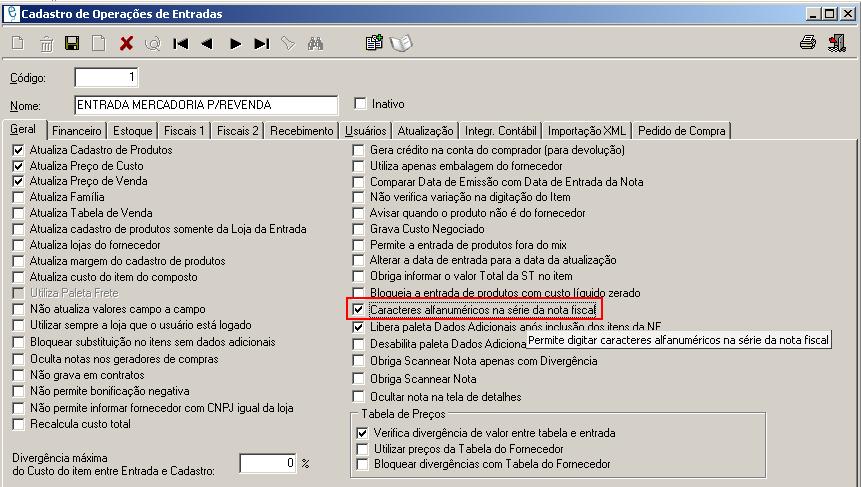 Cadastro de Operações de Entradas
Código: 1
Nome: ENTRADA MERCADORIA P/REVENDA Inativo
Geral Financeiro Estoque Fiscais 1 Fiscais 2 Recebimento Usuários Atualização Integr. Contábil Importação XML Pedido de Compra
Atualiza Cadastro de Produtos
Atualiza Preço de Custo
Atualiza Preço de Venda
Atualiza Família
Atualiza Tabela de Venda
Atualiza cadastro de produtos somente da Loja da Entrada
Atualiza lojas do fornecedor
Atualiza margem do cadastro de produtos
Atualiza custo do item do composto
Utiliza Paleta Frete
Não atualiza valores campo a campo
Utilizar sempre a loja que o usuário está logado
Bloquear substituição no itens sem dados adicionais
Oculta notas nos geradores de compras
Não grava em contratos
Não permite bonificação negativa
Não permite informar fornecedor com CNPJ igual da loja
Recalcula custo total
Divergência máxima
do Custo do item entre Entrada e Cadastro: 0 %
Gera crédito na conta do comprador (para devolução)
Utiliza apenas embalagem do fornecedor
Comparar Data de Emissão com Data de Entrada da Nota
Não verifica variação na digitação do Item
Avisar quando o produto não é do fornecedor
Grava Custo Negociado
Permite a entrada de produtos fora do mix
Alterar a data de entrada para a data da atualização
Obriga informar o valor Total da ST no item
Bloqueia a entrada de produtos com custo líquido zerado
Caracteres alfanuméricos na série da nota fiscal
Libera paleta Dados Adicionais após inclusão dos itens da NF
Desabilita paleta Dados Adiciona
Permite digitar caracteres alfanuméricos na série da nota fiscal
Obriga Scannear Nota apenas com Divergência
Obriga Scannear Nota
Ocultar nota na tela de detalhes
Tabela de Preços
Verifica divergência de valor entre tabela e entrada
Utilizar preços da Tabela do Fornecedor
Bloquear divergências com Tabela do Fornecedor